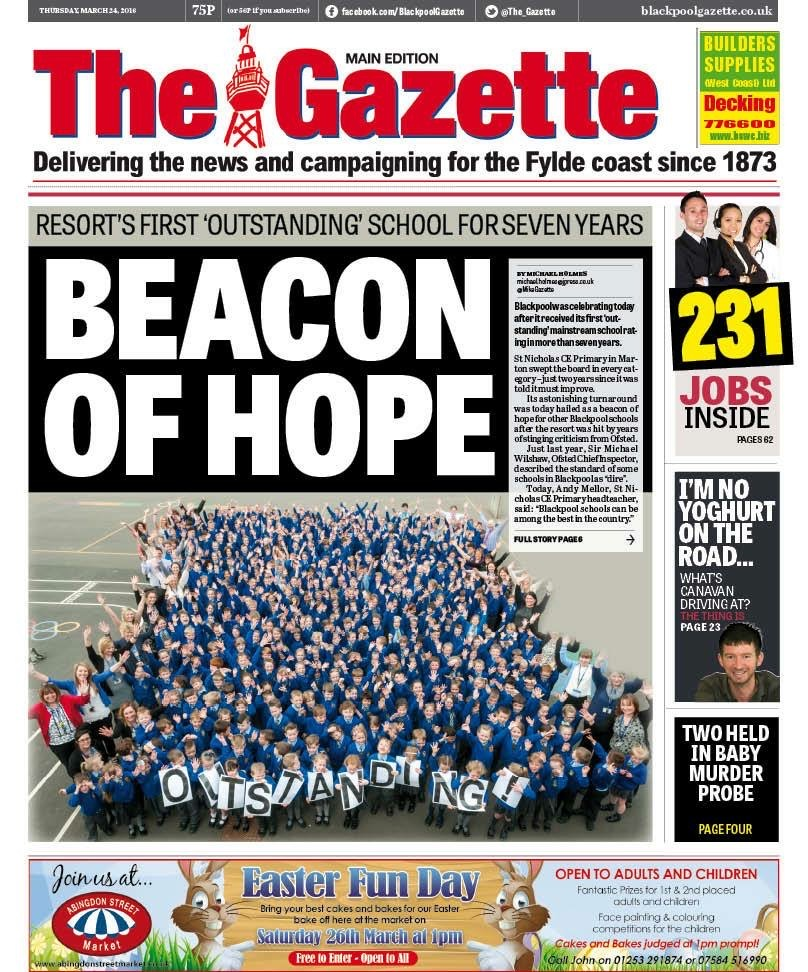 THURSDAY, MARCH 24, 2016
75P
(or 56P if you subscribe)
facebook.com/BlackpoolGazette
@The_Gazette
blackpoolgazette.co.uk
MAIN EDITION
The Gazette
Delivering the news and campaigning for the Fylde coast since 1873
BUILDERS
SUPPLIES
(West Coast) Ltd
Decking
776600
www.bswc.biz
RESORT'S FIRST 'OUTSTANDING' SCHOOL FOR SEVEN YEARS
BEACON
OF HOPE
BY MICHAEL HOLMES
michael.holmes@jpress.co.uk
@MikeGazette
Blackpool was celebrating today
after it received its first 'out-
standing' mainstream school rat-
ing in more than seven years.
St Nicholas CE Primary in Mar-
ton swept the board in every cat-
egory – just two years since it was
told it must improve.
Its astonishing turnaround
was today hailed as a beacon of
hope for other Blackpool schools
after the resort was hit by years
of stinging criticism from Ofsted.
Just last year, Sir Michael
Wilshaw, Ofsted Chief Inspector,
described the standard of some
schools in Blackpool as "dire".
Today, Andy Mellor, St Ni-
cholas CE Primary headteacher,
said: "Blackpool schools can be
among the best in the country."
FULL STORY PAGE 6
OUTSTANDING!
231
JOBS
INSIDE
PAGES 62
I'M NO
YOGHURT
ON THE
ROAD...
WHAT'S
CANAVAN
DRIVING AT?
THE THING IS
PAGE 23
TWO HELD
IN BABY
MURDER
PROBE
PAGE FOUR
Join us at...
ABINGDON STREET
Market
Easter Fun Day
Bring your best cakes and bakes for our Easter
bake off here at the market on
Saturday 26th March at 1pm
Free to Enter - Open to All
OPEN TO ADULTS AND CHILDREN
Fantastic Prizes for 1st & 2nd placed
adults and children
Face painting & colouring
competitions for the children
Cakes and Bakes judged at 1pm prompt!
Call John on 01253 291874 or 07584 516990